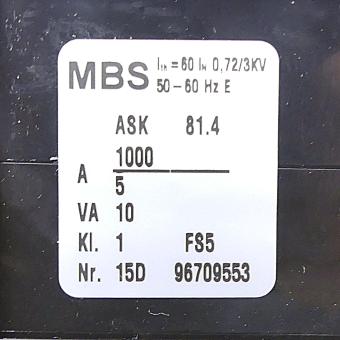 MBS Ith = 60 IN 0,72/3KV
50-60 Hz E
ASK 81.4
A 1000
5
VA 10
Kl. 1 FS5
Nr. 15D 96709553